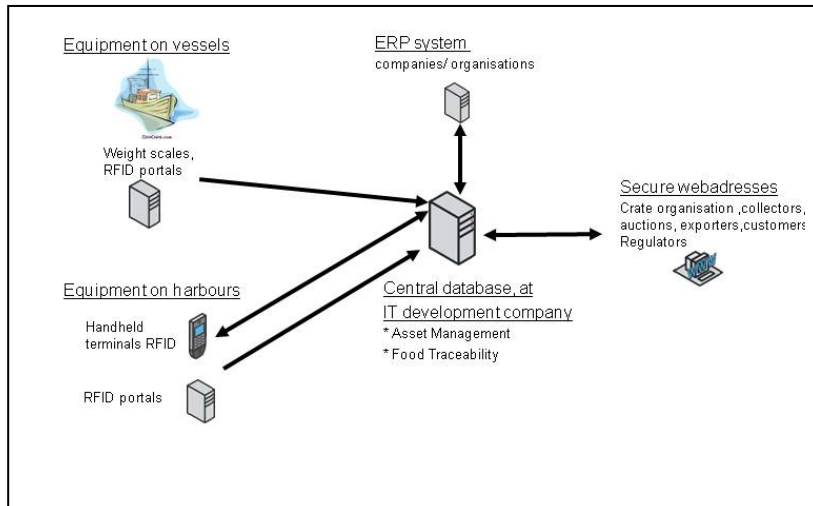 Equipment on vessels
Weight scales,
RFID portals
ERP system
companies/ organisations
Secure webadresses
Crate organisation ,collectors,
auctions, exporters,customers
Regulators
WWW
Equipment on harbours
Handheld
terminals RFID
RFID portals
Central database, at
IT development company
* Asset Management
* Food Traceability